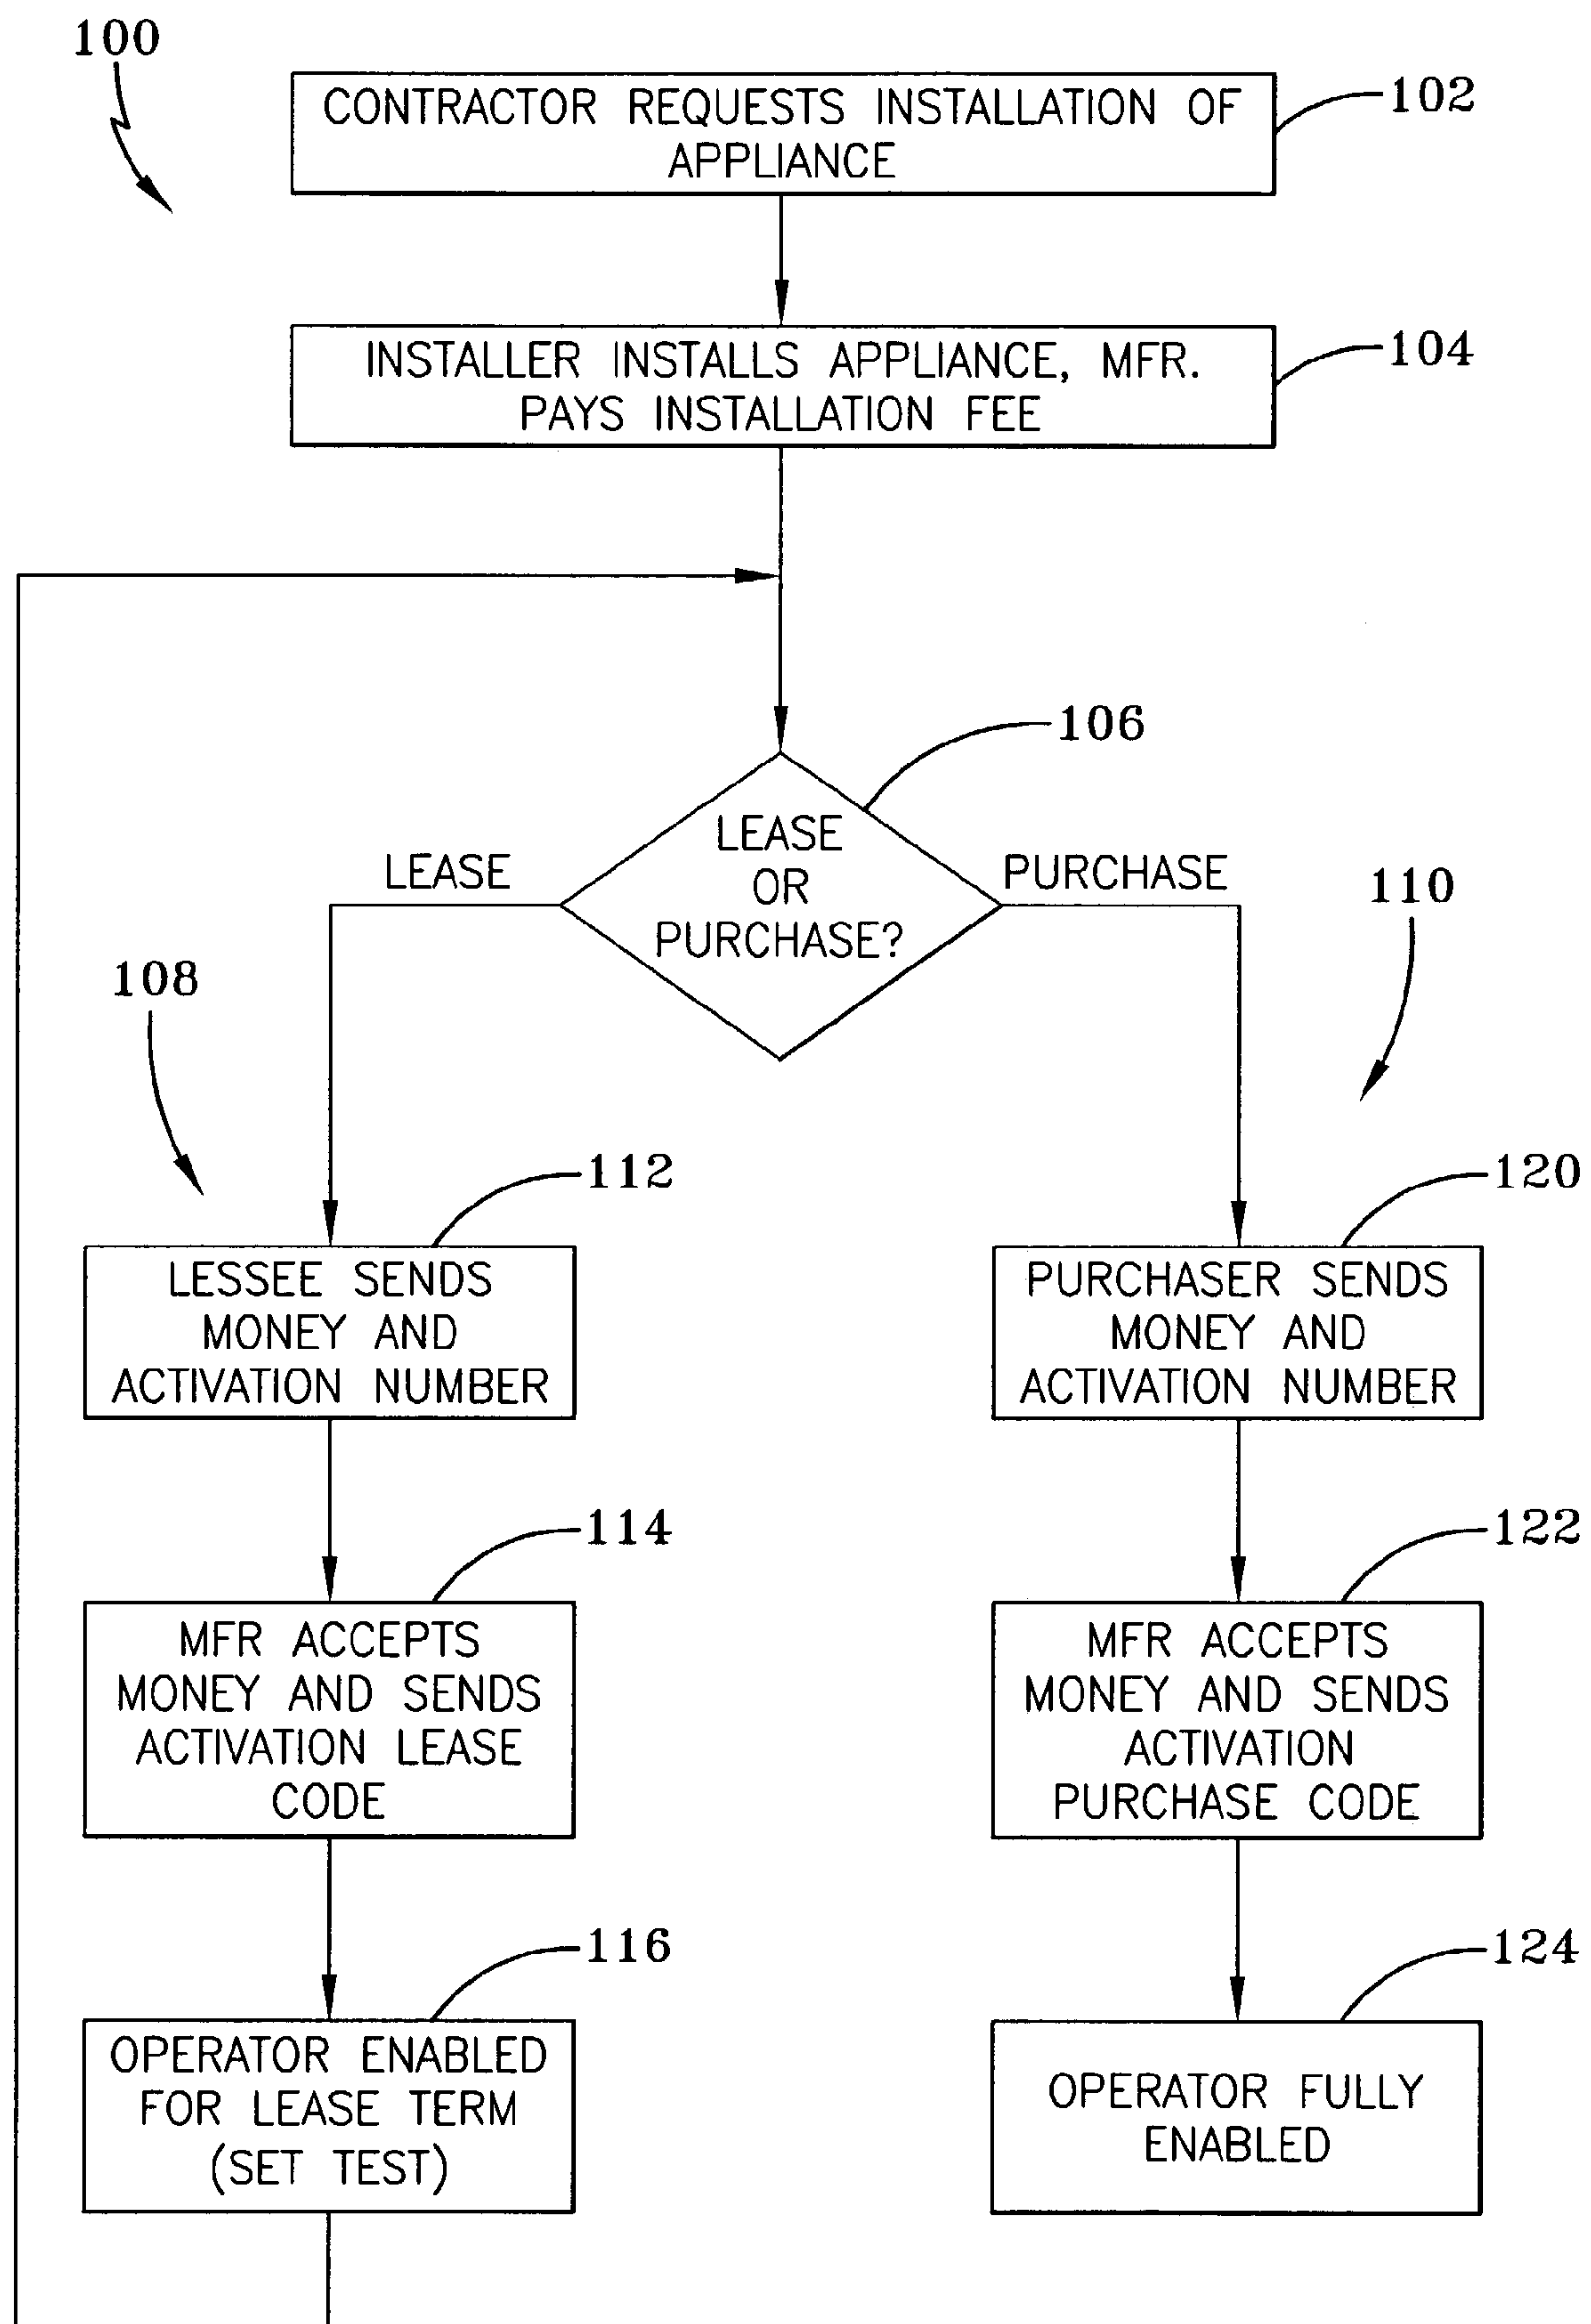 100
CONTRACTOR REQUESTS INSTALLATION OF
APPLIANCE
102
INSTALLER INSTALLS APPLIANCE, MFR.
PAYS INSTALLATION FEE
104
106
LEASE
OR
PURCHASE?
LEASE
PURCHASE
108
110
112
LESSEE SENDS
MONEY AND
ACTIVATION NUMBER
120
PURCHASER SENDS
MONEY AND
ACTIVATION NUMBER
114
MFR ACCEPTS
MONEY AND SENDS
ACTIVATION LEASE
CODE
122
MFR ACCEPTS
MONEY AND SENDS
ACTIVATION
PURCHASE CODE
116
OPERATOR ENABLED
FOR LEASE TERM
(SET TEST)
124
OPERATOR FULLY
ENABLED